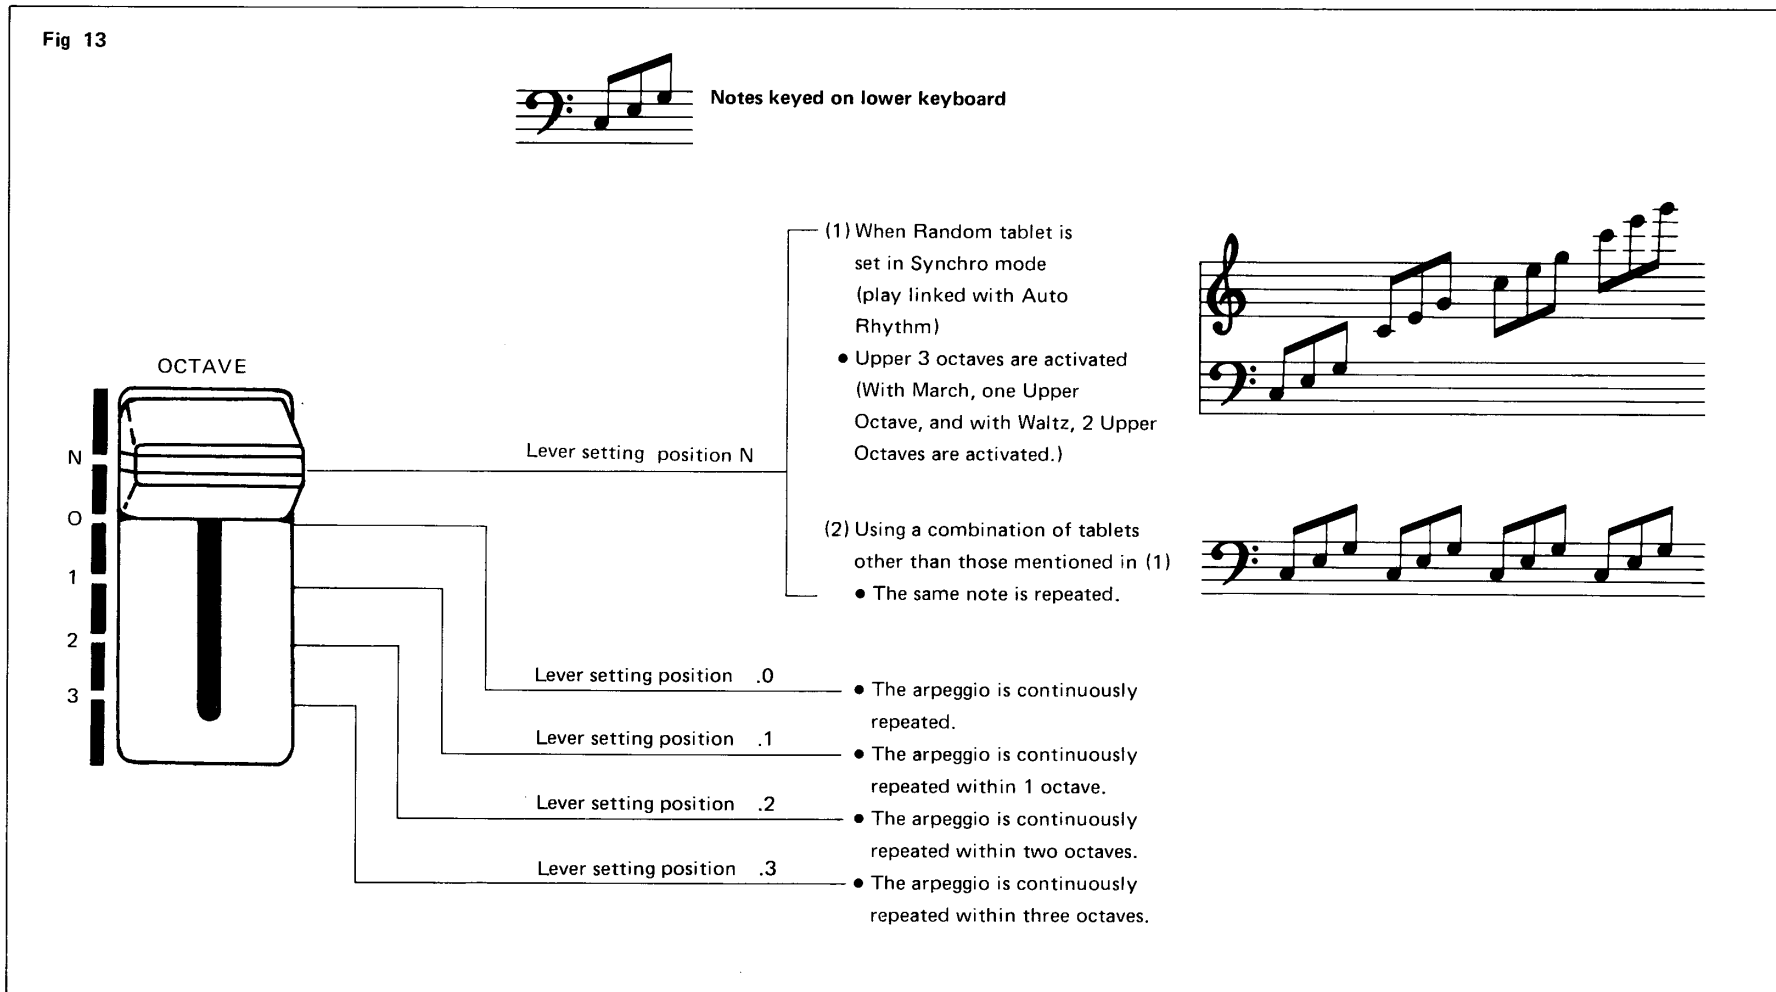 Fig 13
Notes keyed on lower keyboard
OCTAVE
N
O
1
2
3
Lever setting position N
(1) When Random tablet is
set in Synchro mode
(play linked with Auto
Rhythm)
• Upper 3 octaves are activated
(With March, one Upper
Octave, and with Waltz, 2 Upper
Octaves are activated.)
(2) Using a combination of tablets
other than those mentioned in (1)
• The same note is repeated.
Lever setting position .0
• The arpeggio is continuously
repeated.
Lever setting position .1
• The arpeggio is continuously
repeated within 1 octave.
Lever setting position .2
• The arpeggio is continuously
repeated within two octaves.
Lever setting position .3
• The arpeggio is continuously
repeated within three octaves.